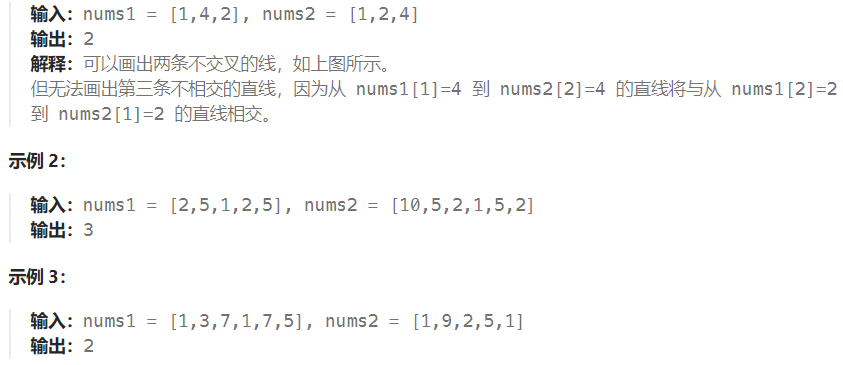 输入：nums1 = [1,4,2], nums2 = [1,2,4]
输出：2
解释：可以画出两条不交叉的线，如上图所示。
但无法画出第三条不相交的直线，因为从 nums1[1]=4 到 nums2[2]=4 的直线将与从 nums1[2]=2
到 nums2[1]=2 的直线相交。
示例 2：
输入：nums1 = [2,5,1,2,5], nums2 = [10,5,2,1,5,2]
输出：3
示例 3：
输入：nums1 = [1,3,7,1,7,5], nums2 = [1,9,2,5,1]
输出：2